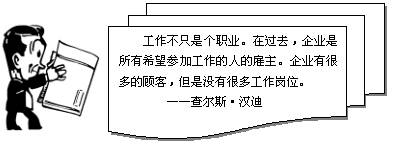 工作不只是个职业。在过去，企业是
所有希望参加工作的人的雇主。企业有很
多的顾客，但是没有很多工作岗位。
——查尔斯·汉迪